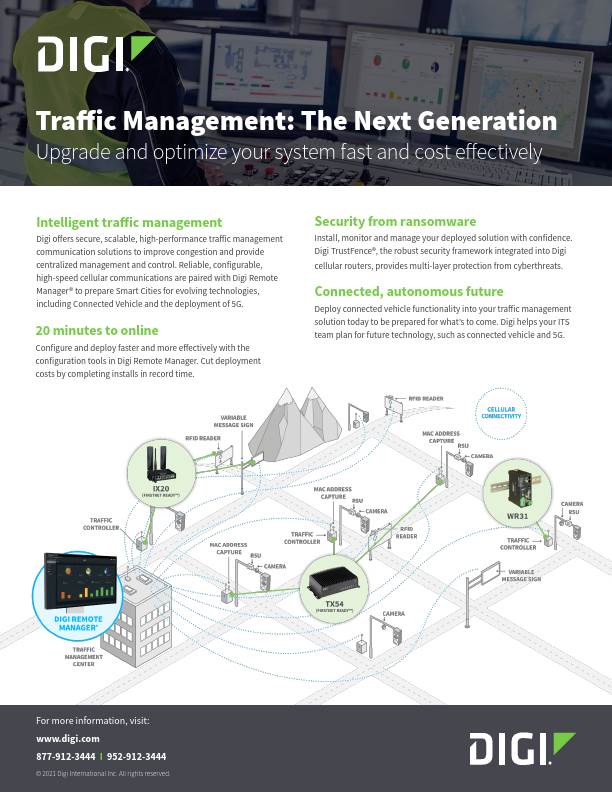 DIGI
Traffic Management: The Next Generation
Upgrade and optimize your system fast and cost effectively
Intelligent traffic management
Digi offers secure, scalable, high-performance traffic management
communication solutions to improve congestion and provide
centralized management and control. Reliable, configurable,
high-speed cellular communications are paired with Digi Remote
Manager® to prepare Smart Cities for evolving technologies,
including Connected Vehicle and the deployment of 5G.
20 minutes to online
Configure and deploy faster and more effectively with the
configuration tools in Digi Remote Manager. Cut deployment
costs by completing installs in record time.
Security from ransomware
Install, monitor and manage your deployed solution with confidence.
Digi TrustFence®, the robust security framework integrated into Digi
cellular routers, provides multi-layer protection from cyberthreats.
Connected, autonomous future
Deploy connected vehicle functionality into your traffic management
solution today to be prepared for what's to come. Digi helps your ITS
team plan for future technology, such as connected vehicle and 5G.
RFID READER
CELLULAR
CONNECTIVITY
VARIABLE
MESSAGE SIGN
RFID READER
MAC ADDRESS
CAPTURE
RSU
CAMERA
IX20
(FIRSTNET READY™)
MAC ADDRESS
CAPTURE
RSU
CAMERA
WR31
CAMERA
RSU
TRAFFIC
CONTROLLER
TRAFFIC
CONTROLLER
RFID
READER
TRAFFIC
CONTROLLER
MAC ADDRESS
CAPTURE
RSU
CAMERA
VARIABLE
MESSAGE SIGN
TX54
(FIRSTNET READY™)
CAMERA
DIGI REMOTE
MANAGER®
TRAFFIC
MANAGEMENT
CENTER
For more information, visit:
www.digi.com
877-912-3444 | 952-912-3444
© 2021 Digi International Inc. All rights reserved.
DIGI